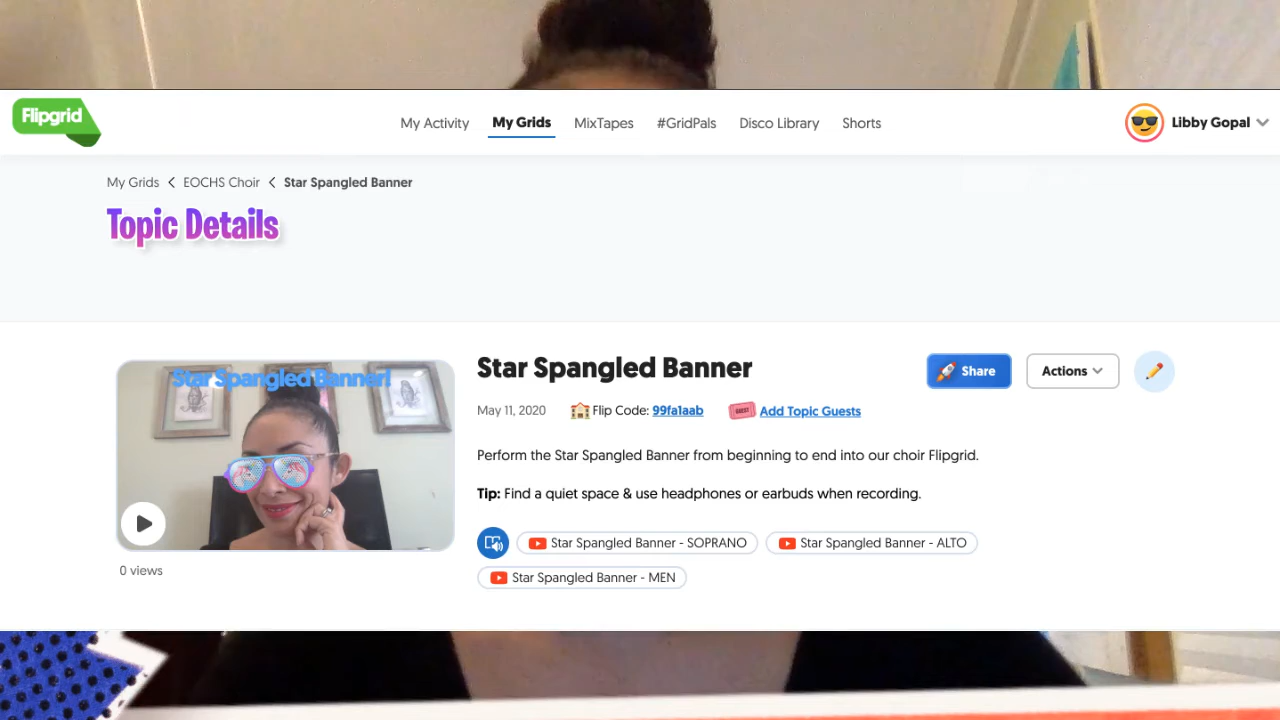 Flipgrid
My Activity My Grids MixTapes #GridPals Disco Library Shorts
Libby Gopal
My Grids < EOCHS Choir < Star Spangled Banner
Topic Details
Star Spangled Banner!
0 views
Star Spangled Banner
Share Actions
May 11, 2020 Flip Code: 99fa1aab GUEST Add Topic Guests
Perform the Star Spangled Banner from beginning to end into our choir Flipgrid.
Tip: Find a quiet space & use headphones or earbuds when recording.
Star Spangled Banner - SOPRANO Star Spangled Banner - ALTO
Star Spangled Banner - MEN